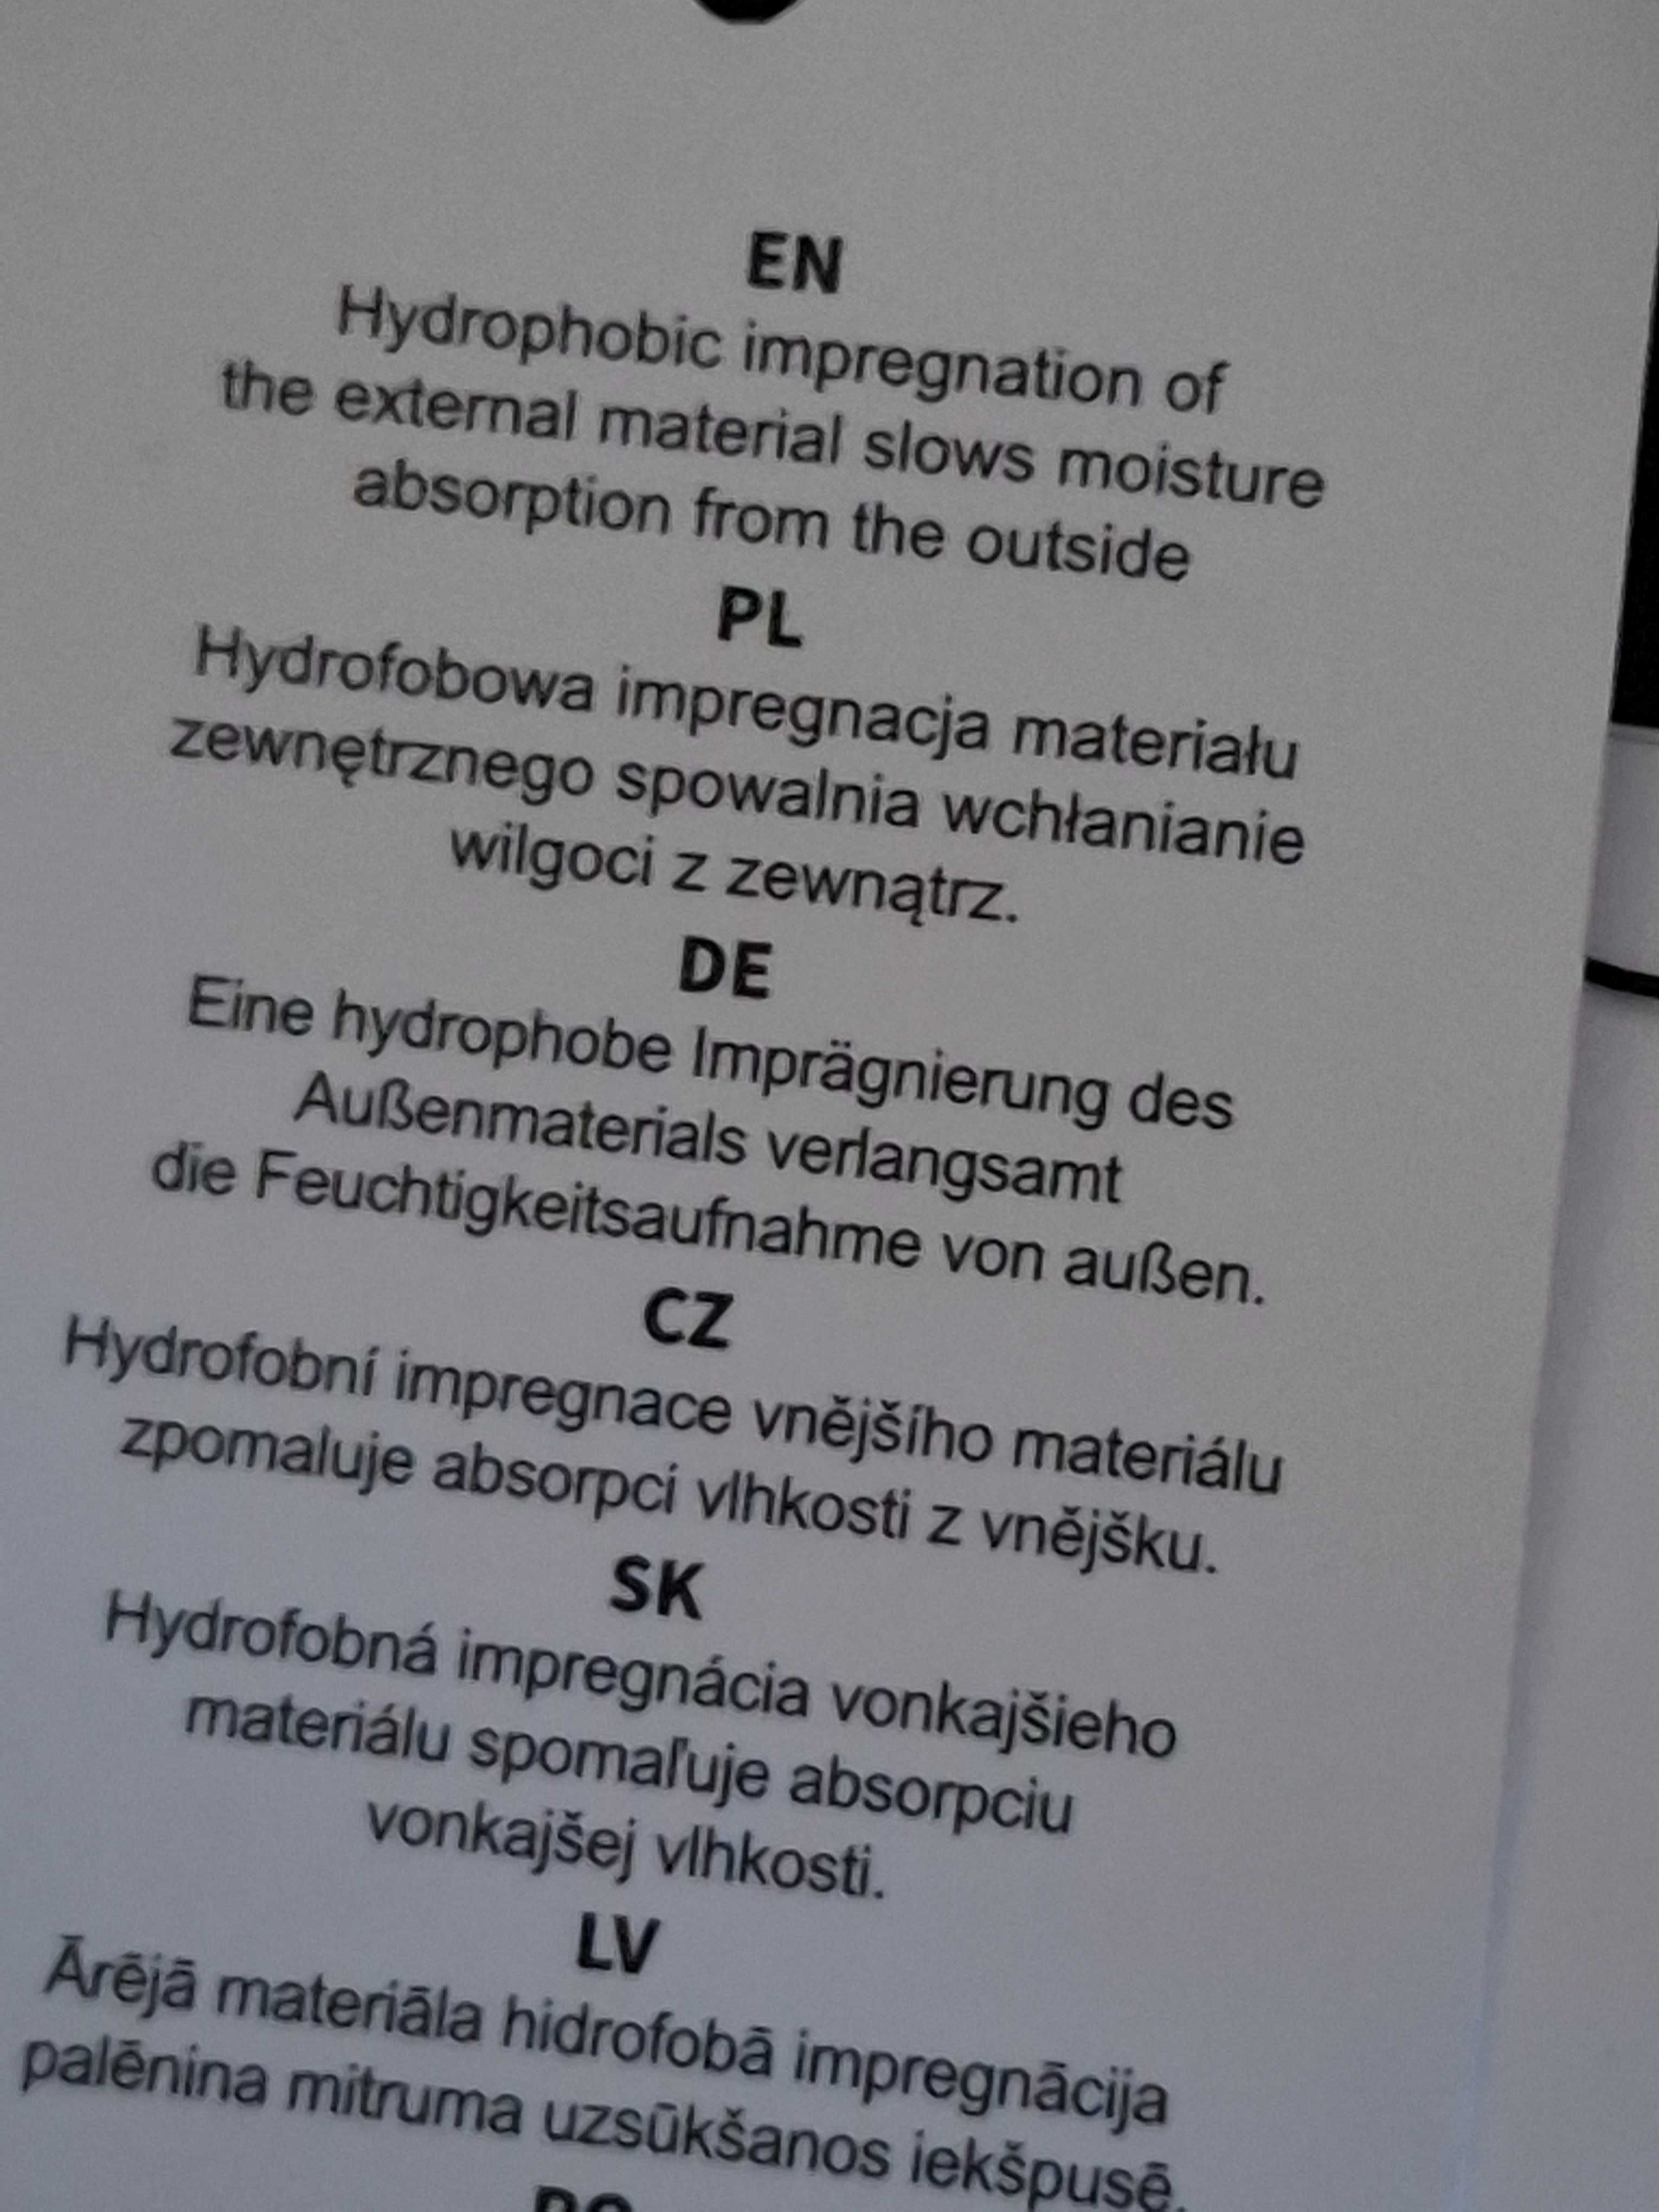 EN
Hydrophobic impregnation of
the external material slows moisture
absorption from the outside
PL
Hydrofobowa impregnacja materiału
zewnętrznego spowalnia wchłanianie
wilgoci z zewnątrz.
DE
Eine hydrophobe Imprägnierung des
Außenmaterials verlangsamt
die Feuchtigkeitsaufnahme von außen.
CZ
Hydrofobní impregnace vnějšího materiálu
zpomaluje absorpci vlhkosti z vnějšku.
SK
Hydrofobná impregnácia vonkajšieho
materiálu spomaľuje absorpciu
vonkajšej vlhkosti.
LV
Ārējā materiāla hidrofobā impregnācija
palēnina mitruma uzsūkšanos iekšpusē.